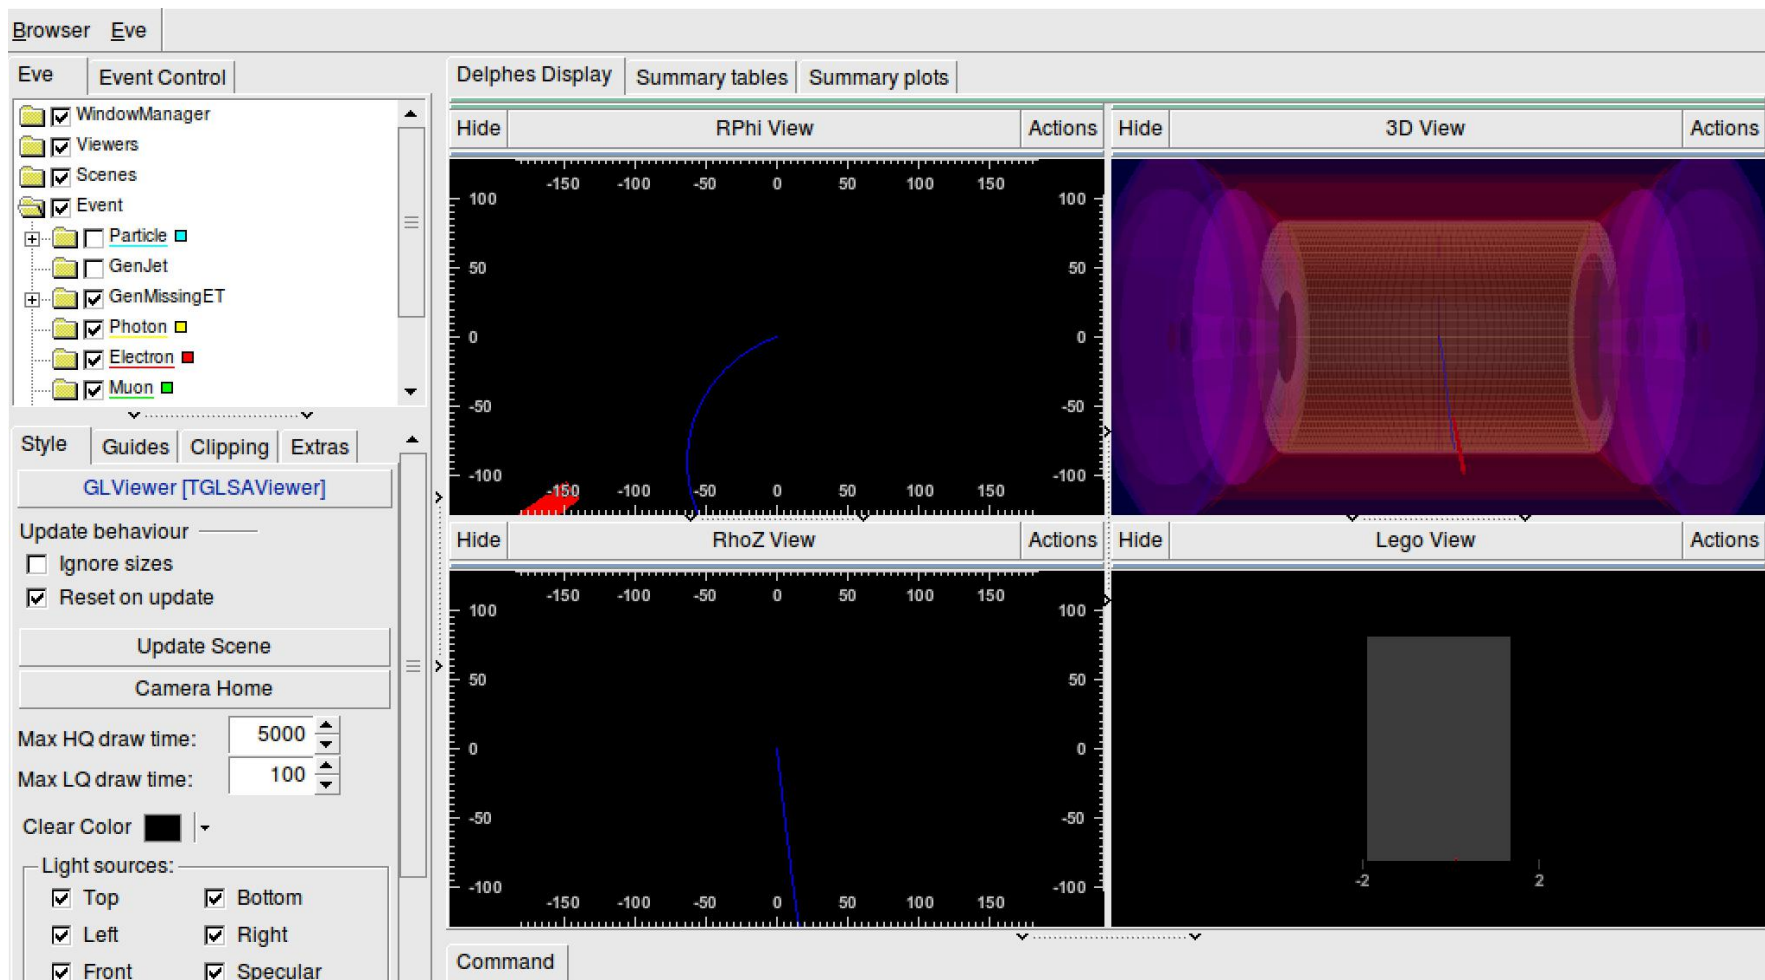 Browser Eve
Eve Event Control
WindowManager
Viewers
Scenes
Event
Particle
GenJet
GenMissingET
Photon
Electron
Muon
Style Guides Clipping Extras
GLViewer [TGLSAViewer]
Update behaviour
Ignore sizes
Reset on update
Update Scene
Camera Home
Max HQ draw time: 5000
Max LQ draw time: 100
Clear Color
Light sources:
Top Bottom
Left Right
Front Specular
Delphes Display Summary tables Summary plots
Hide RPhi View Actions
-150 -100 -50 0 50 100 150
100 100
50 50
0 0
-50 -50
-100 -100
-150 -100 -50 0 50 100 150
Hide 3D View Actions
Hide RhoZ View Actions
-150 -100 -50 0 50 100 150
100 100
50 50
0 0
-50 -50
-100 -100
-150 -100 -50 0 50 100 150
Hide Lego View Actions
-2 2
Command